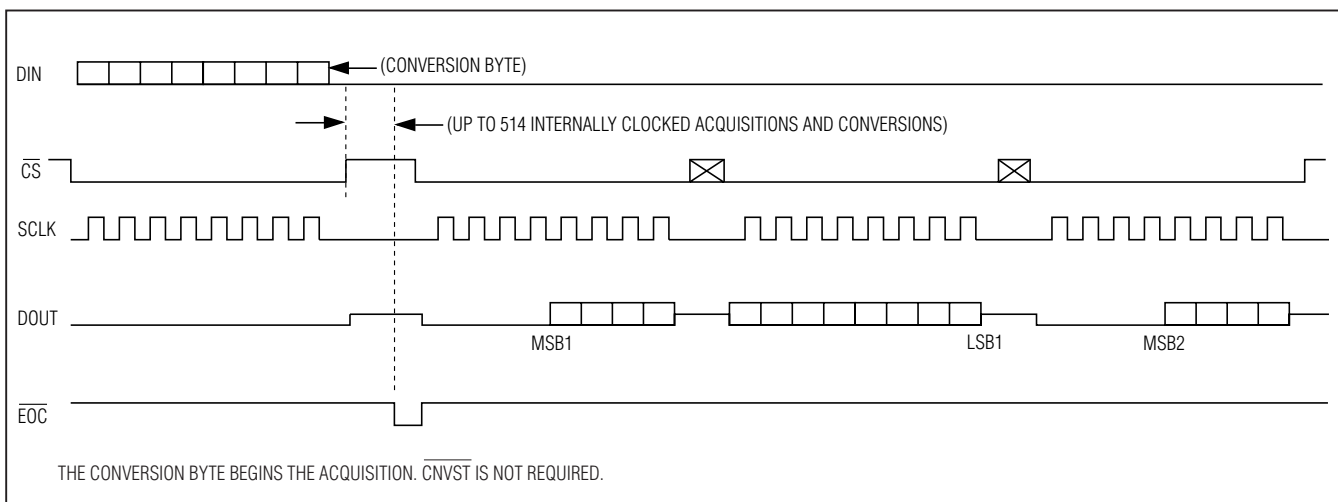 DIN
(CONVERSION BYTE)
(UP TO 514 INTERNALLY CLOCKED ACQUISITIONS AND CONVERSIONS)
CS
SCLK
DOUT
MSB1
LSB1
MSB2
EOC
THE CONVERSION BYTE BEGINS THE ACQUISITION. CNVST IS NOT REQUIRED.